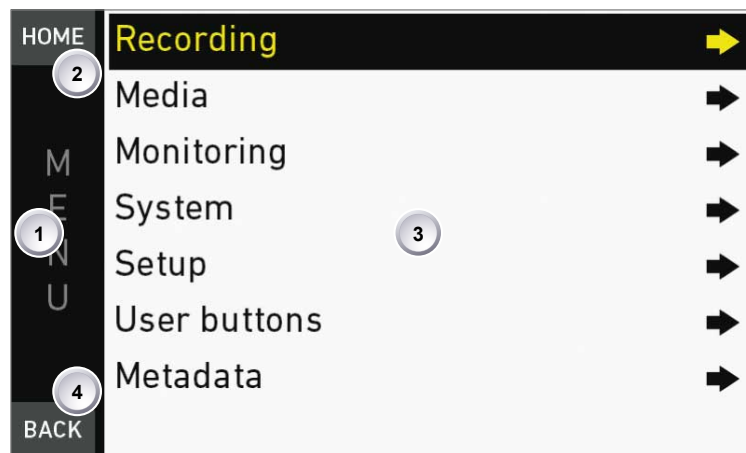 HOME
2
M
E
N
U
1
BACK
4
Recording
Media
Monitoring
System
Setup
User buttons
Metadata
3